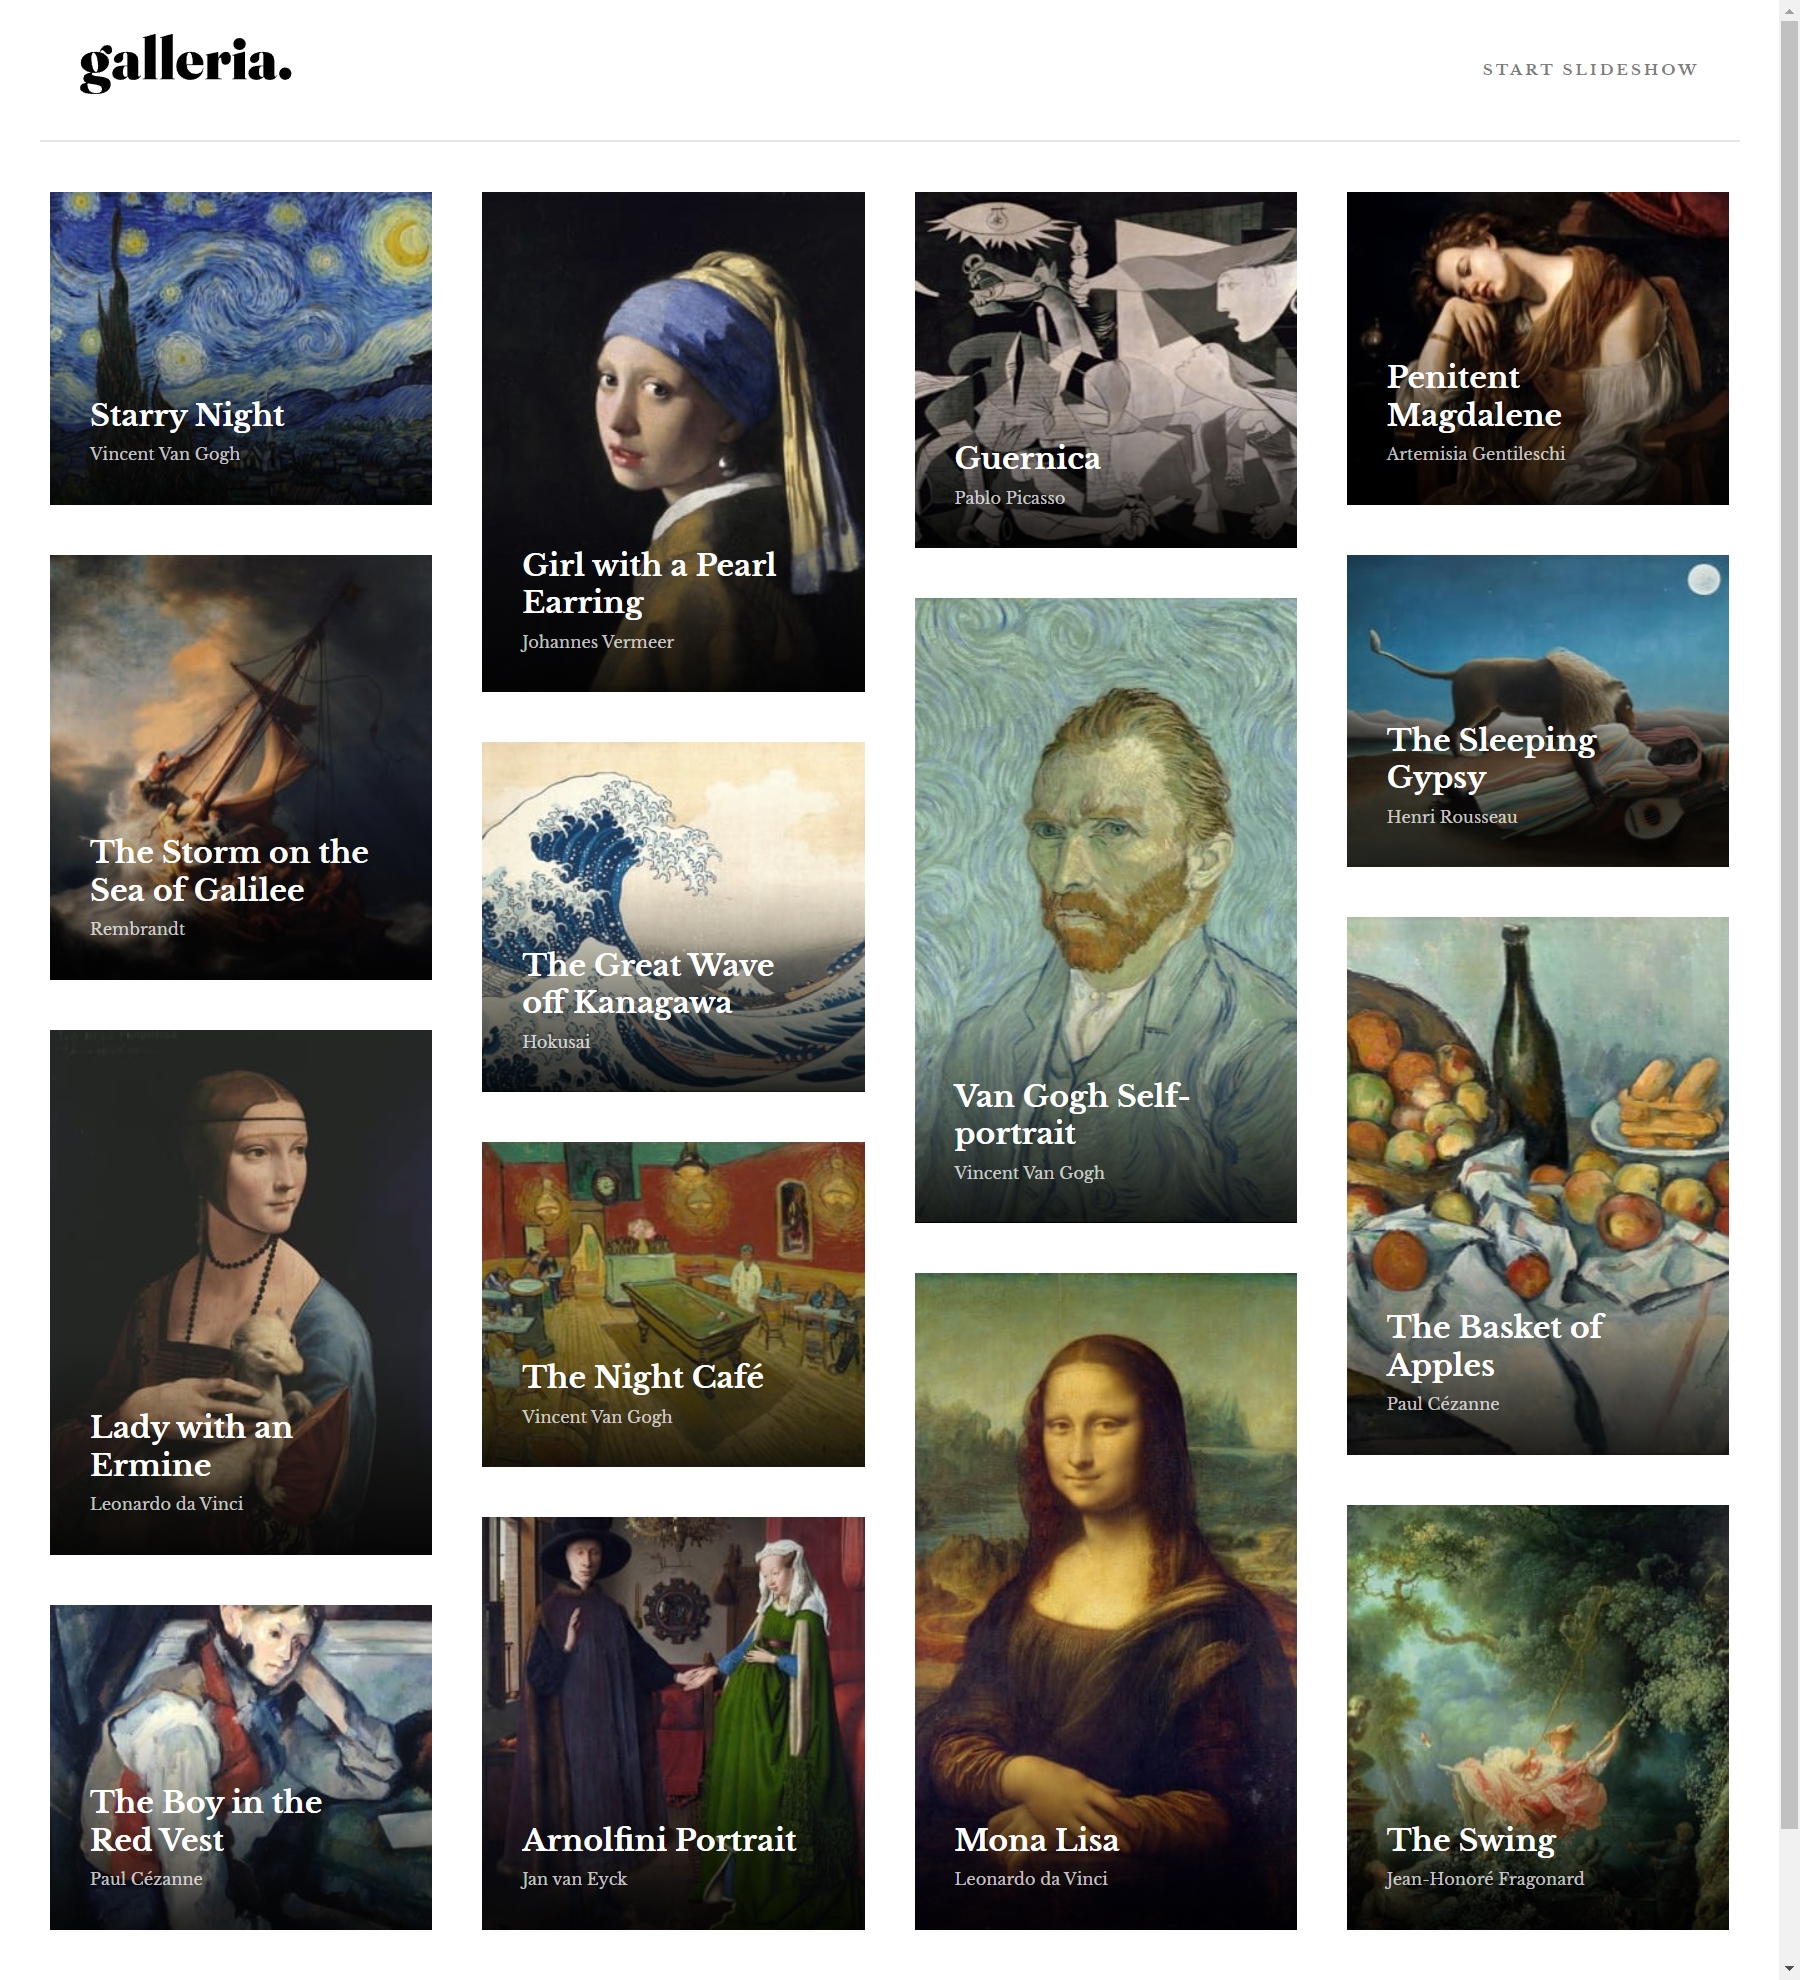 galleria.
START SLIDESHOW
Starry Night
Vincent Van Gogh
Girl with a Pearl
Earring
Johannes Vermeer
Guernica
Pablo Picasso
Penitent
Magdalene
Artemisia Gentileschi
The Storm on the
Sea of Galilee
Rembrandt
The Great Wave
off Kanagawa
Hokusai
Van Gogh Self-
portrait
Vincent Van Gogh
The Sleeping
Gypsy
Henri Rousseau
Lady with an
Ermine
Leonardo da Vinci
The Night Café
Vincent Van Gogh
The Basket of
Apples
Paul Cézanne
The Boy in the
Red Vest
Paul Cézanne
Arnolfini Portrait
Jan van Eyck
Mona Lisa
Leonardo da Vinci
The Swing
Jean-Honoré Fragonard